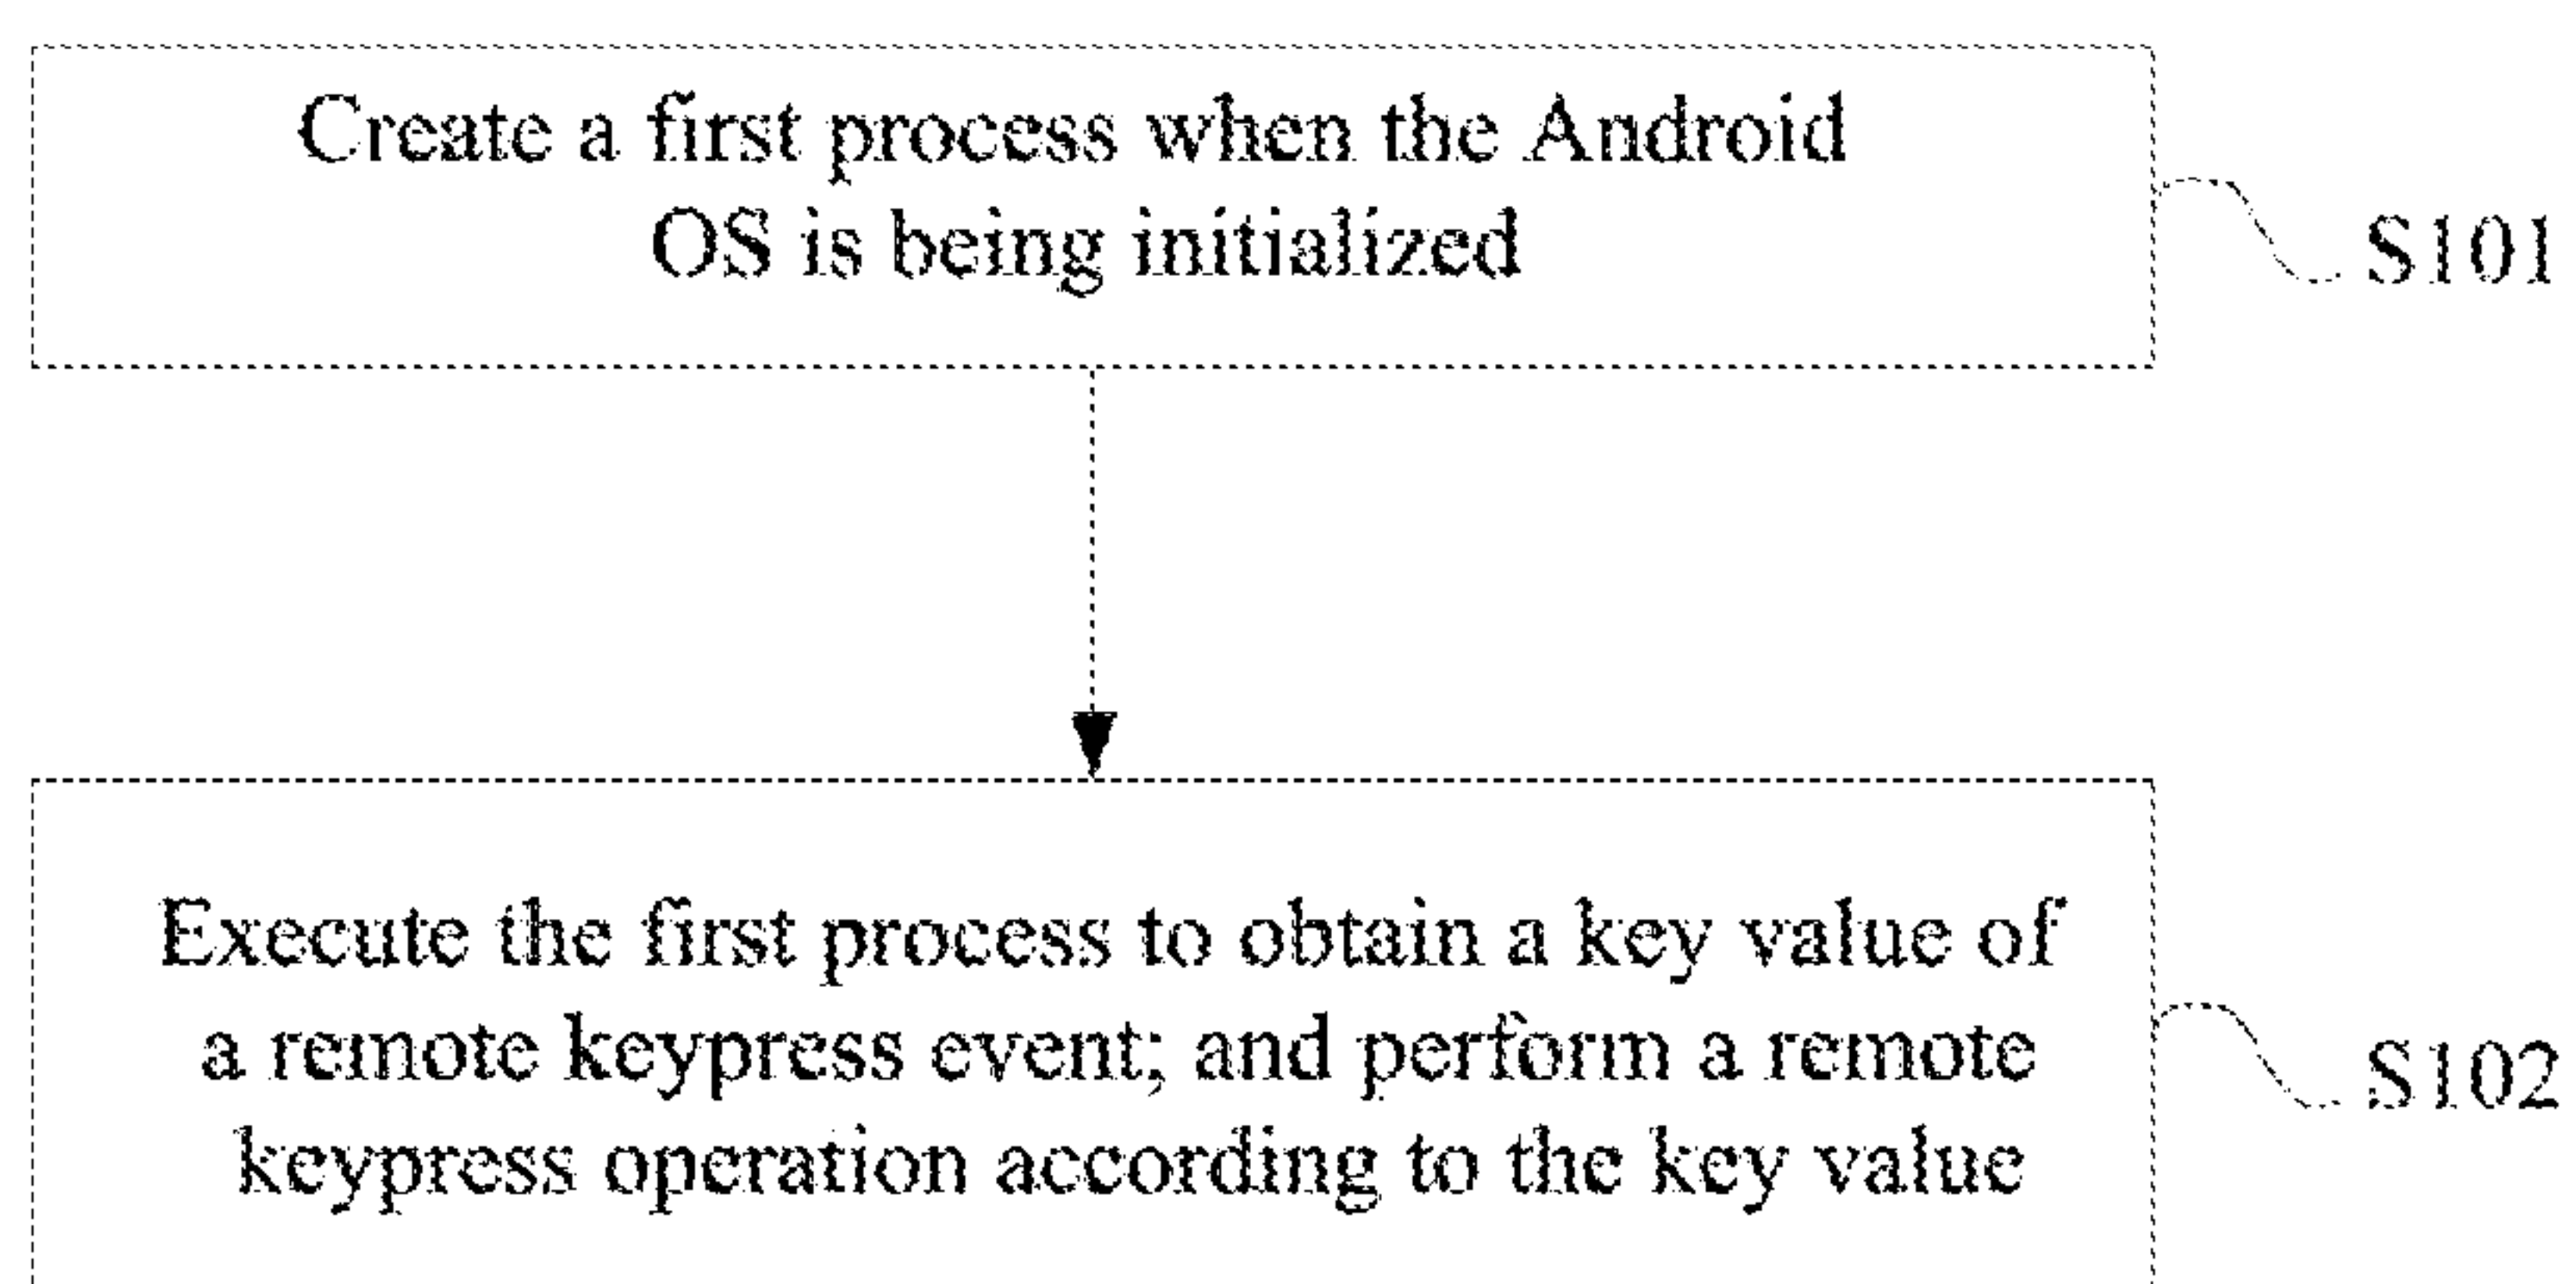 Create a first process when the Android
OS is being initialized
S101
Execute the first process to obtain a key value of
a remote keypress event; and perform a remote
keypress operation according to the key value
S102